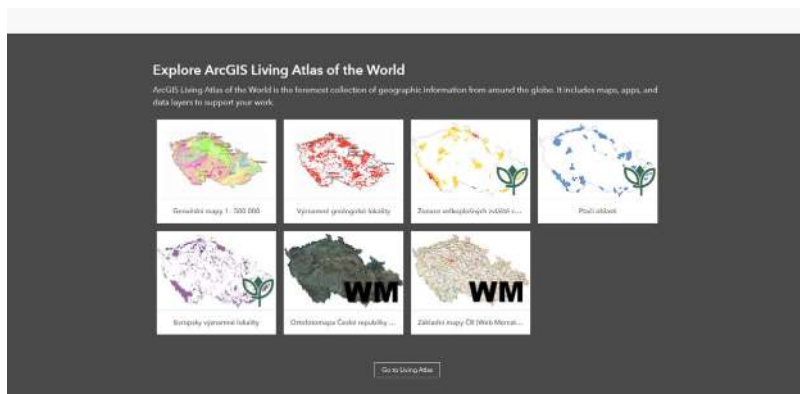 Explore ArcGIS Living Atlas of the World
ArcGIS Living Atlas of the World is the foremost collection of geographic information from around the globe. It includes maps, apps, and
data layers to support your work.
Geovědní mapy 1 : 500 000
Významné geologické lokality
Ptačí oblasti
Evropsky významné lokality
WM
Ortofotomapa České republiky ...
WM
Základní mapy ČR (Web Mercat...
Go to Living Atlas